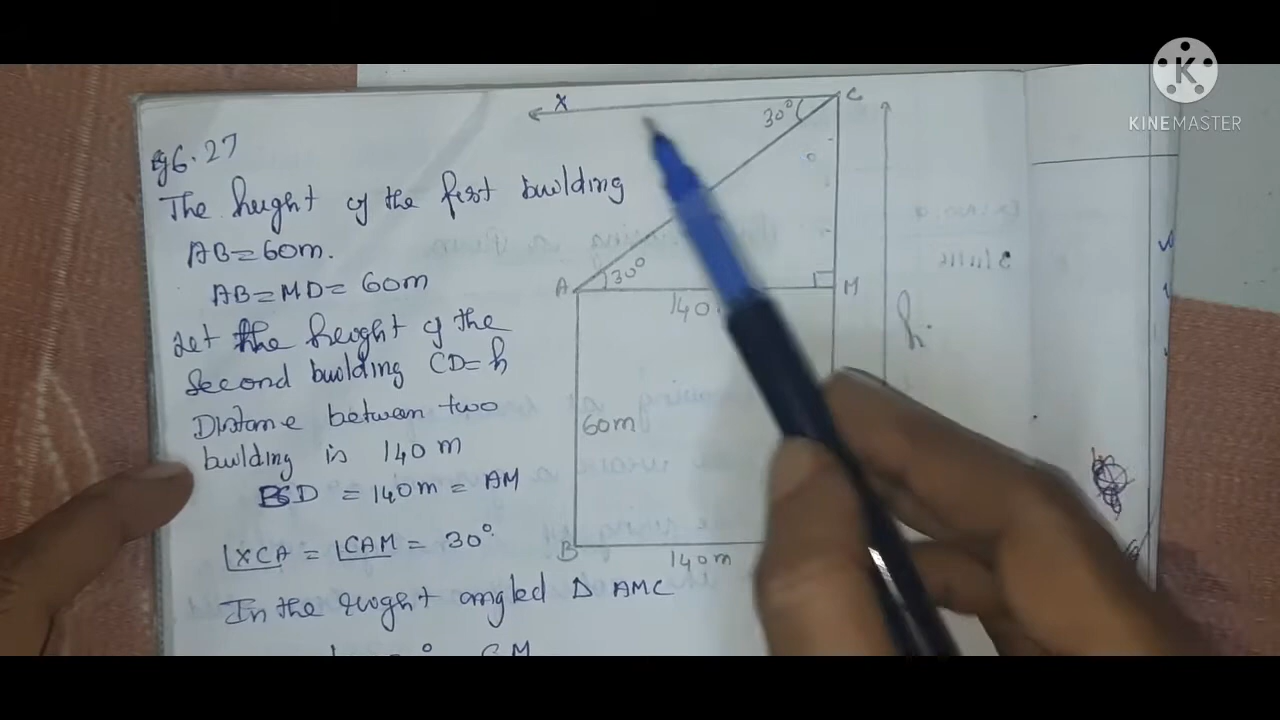 Eg 6.27
The height of the first building
AB = 60m.
AB = MD = 60m
Let the height of the
second building CD = h
Distance between two
building is 140 m
BD = 140m = AM
∠XCA = ∠CAM = 30°
In the right angled Δ AMC
CM
X
C
30°
A
30°
M
140
h
60m
B
140m
K
KINEMASTER